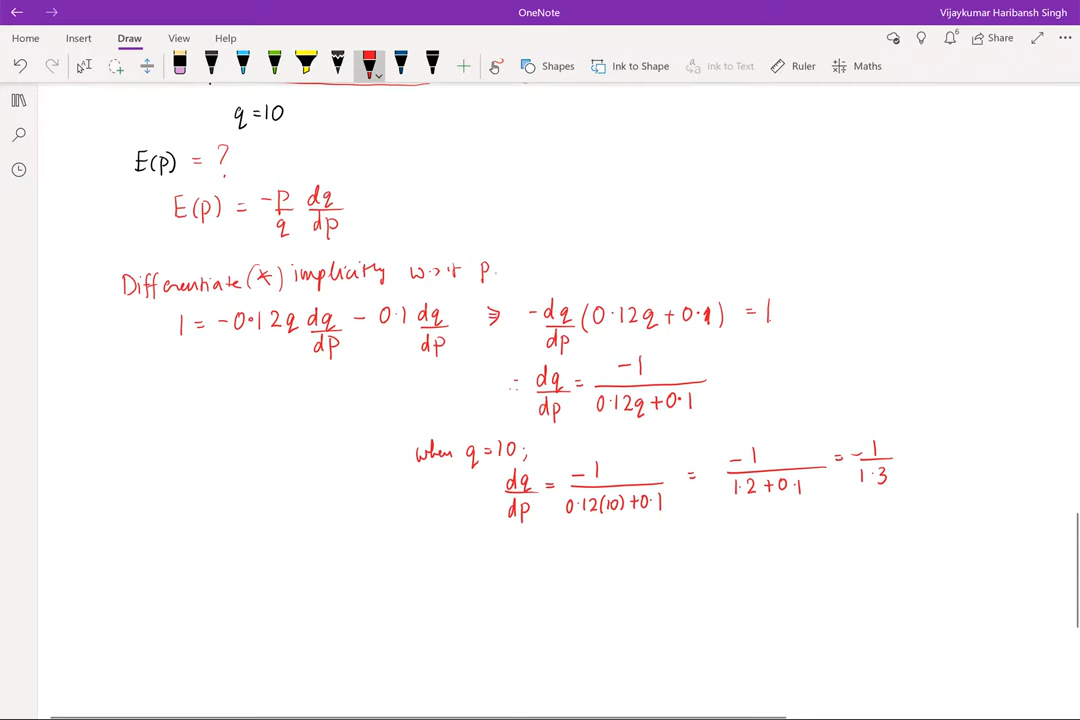 OneNote
Vijaykumar Haribansh Singh
Home Insert Draw View Help
6 Share
Shapes Ink to Shape Ink to Text Ruler Maths
q = 10
E(p) = ?
E(p) = -p/q dq/dp
Differentiate (*) implicitly w.r.t p.
1 = -0.12q dq/dp - 0.1 dq/dp ⇒ -dq/dp (0.12q + 0.1) = 1
∴ dq/dp = -1/(0.12q + 0.1)
when q = 10;
dq/dp = -1/(0.12(10) + 0.1) = -1/(1.2 + 0.1) = -1/1.3